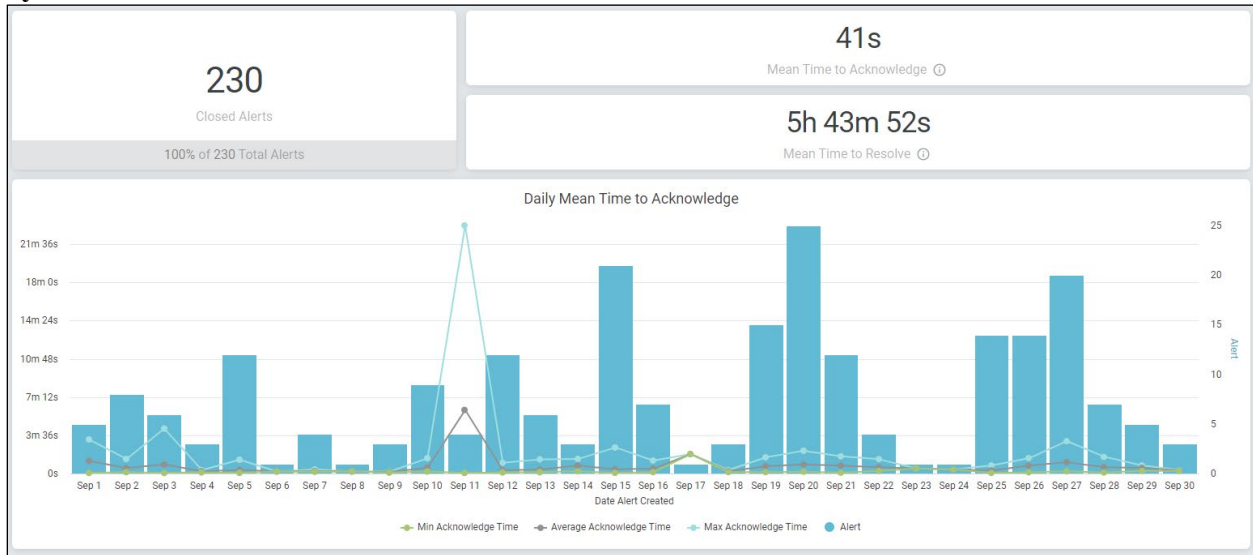 230
Closed Alerts
100% of 230 Total Alerts
41s
Mean Time to Acknowledge
5h 43m 52s
Mean Time to Resolve
Daily Mean Time to Acknowledge
21m 36s
18m 0s
14m 24s
10m 48s
7m 12s
3m 36s
0s
25
20
15
10
5
0
Alert
Sep 1 Sep 2 Sep 3 Sep 4 Sep 5 Sep 6 Sep 7 Sep 8 Sep 9 Sep 10 Sep 11 Sep 12 Sep 13 Sep 14 Sep 15 Sep 16 Sep 17 Sep 18 Sep 19 Sep 20 Sep 21 Sep 22 Sep 23 Sep 24 Sep 25 Sep 26 Sep 27 Sep 28 Sep 29 Sep 30
Date Alert Created
Min Acknowledge Time Average Acknowledge Time Max Acknowledge Time Alert